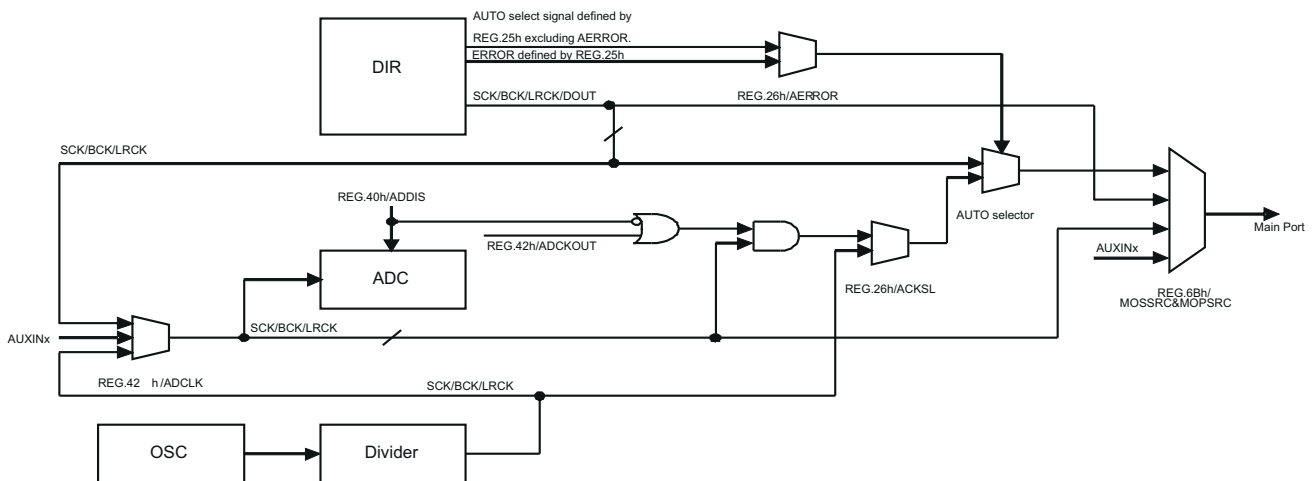 AUTO select signal defined by
REG.25h excluding AERROR.
ERROR defined by REG.25h
DIR
SCK/BCK/LRCK/DOUT
REG.26h/AERROR
SCK/BCK/LRCK
REG.40h/ADDIS
AUTO selector
REG.42h/ADCKOUT
Main Port
AUXINx
ADC
REG.26h/ACKSL
REG.6Bh/
MOSSRC&MOPSRC
SCK/BCK/LRCK
AUXINx
REG.42 h/ADCLK
SCK/BCK/LRCK
OSC
Divider